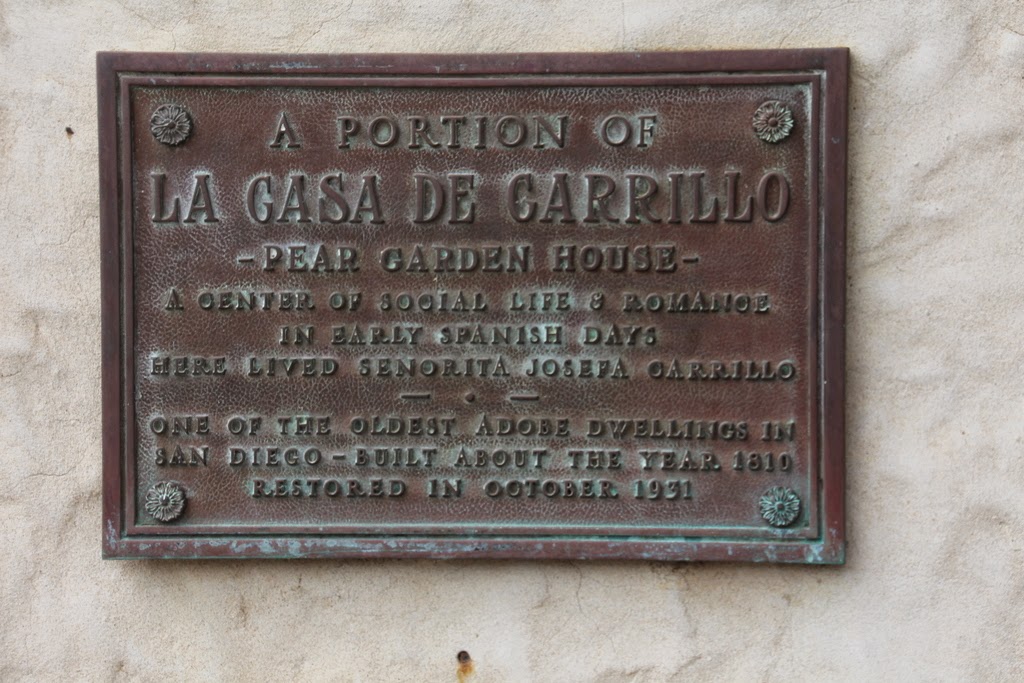 A PORTION OF
LA CASA DE CARRILLO
-PEAR GARDEN HOUSE-
A CENTER OF SOCIAL LIFE & ROMANCE
IN EARLY SPANISH DAYS
HERE LIVED SENORITA JOSEFA CARRILLO
— · —
ONE OF THE OLDEST ADOBE DWELLINGS IN
SAN DIEGO - BUILT ABOUT THE YEAR 1810
RESTORED IN OCTOBER 1931